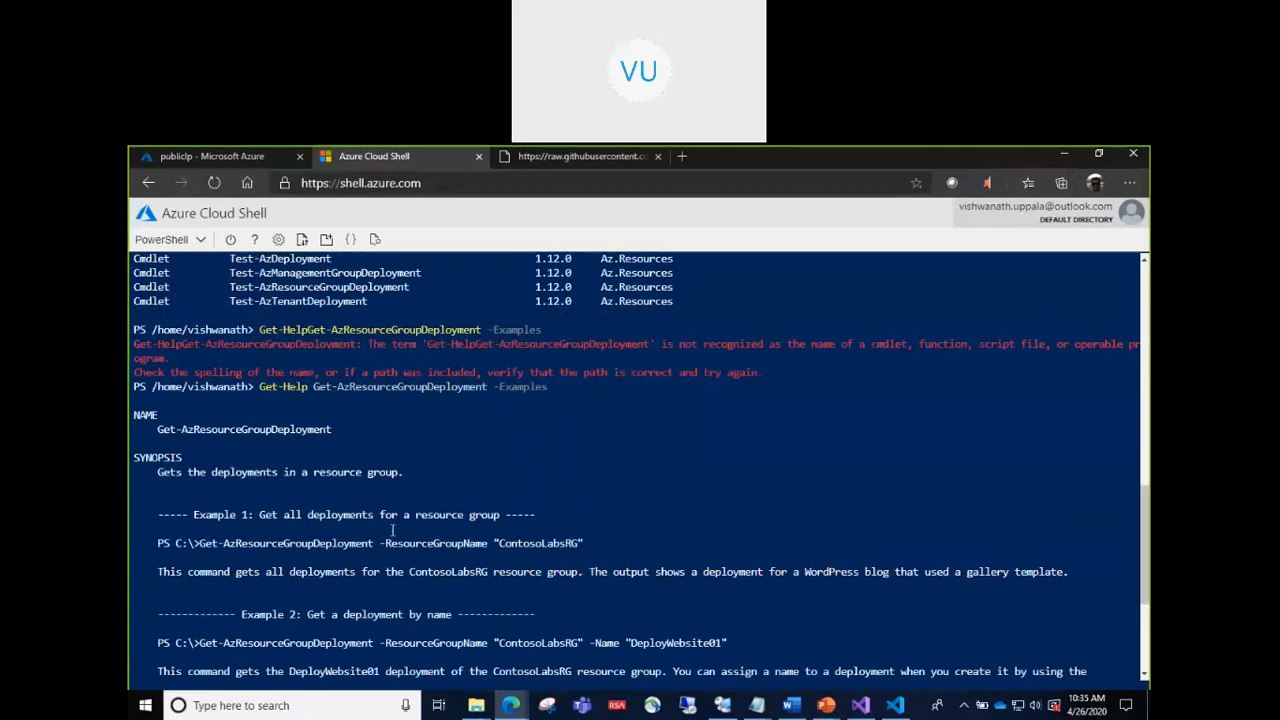 VU
publiclp - Microsoft Azure
Azure Cloud Shell
https://raw.githubusercontent.cc
https://shell.azure.com
Azure Cloud Shell
vishwanath.uppala@outlook.com
DEFAULT DIRECTORY
PowerShell
Cmdlet Test-AzDeployment 1.12.0 Az.Resources
Cmdlet Test-AzManagementGroupDeployment 1.12.0 Az.Resources
Cmdlet Test-AzResourceGroupDeployment 1.12.0 Az.Resources
Cmdlet Test-AzTenantDeployment 1.12.0 Az.Resources
PS /home/vishwanath> Get-HelpGet-AzResourceGroupDeployment -Examples
Get-HelpGet-AzResourceGroupDeployment: The term 'Get-HelpGet-AzResourceGroupDeployment' is not recognized as the name of a cmdlet, function, script file, or operable pr
ogram.
Check the spelling of the name, or if a path was included, verify that the path is correct and try again.
PS /home/vishwanath> Get-Help Get-AzResourceGroupDeployment -Examples
NAME
Get-AzResourceGroupDeployment
SYNOPSIS
Gets the deployments in a resource group.
----- Example 1: Get all deployments for a resource group -----
PS C:\>Get-AzResourceGroupDeployment -ResourceGroupName "ContosoLabsRG"
This command gets all deployments for the ContosoLabsRG resource group. The output shows a deployment for a WordPress blog that used a gallery template.
------------- Example 2: Get a deployment by name -------------
PS C:\>Get-AzResourceGroupDeployment -ResourceGroupName "ContosoLabsRG" -Name "DeployWebsite01"
This command gets the DeployWebsite01 deployment of the ContosoLabsRG resource group. You can assign a name to a deployment when you create it by using the
Type here to search
RSA
10:35 AM
4/26/2020